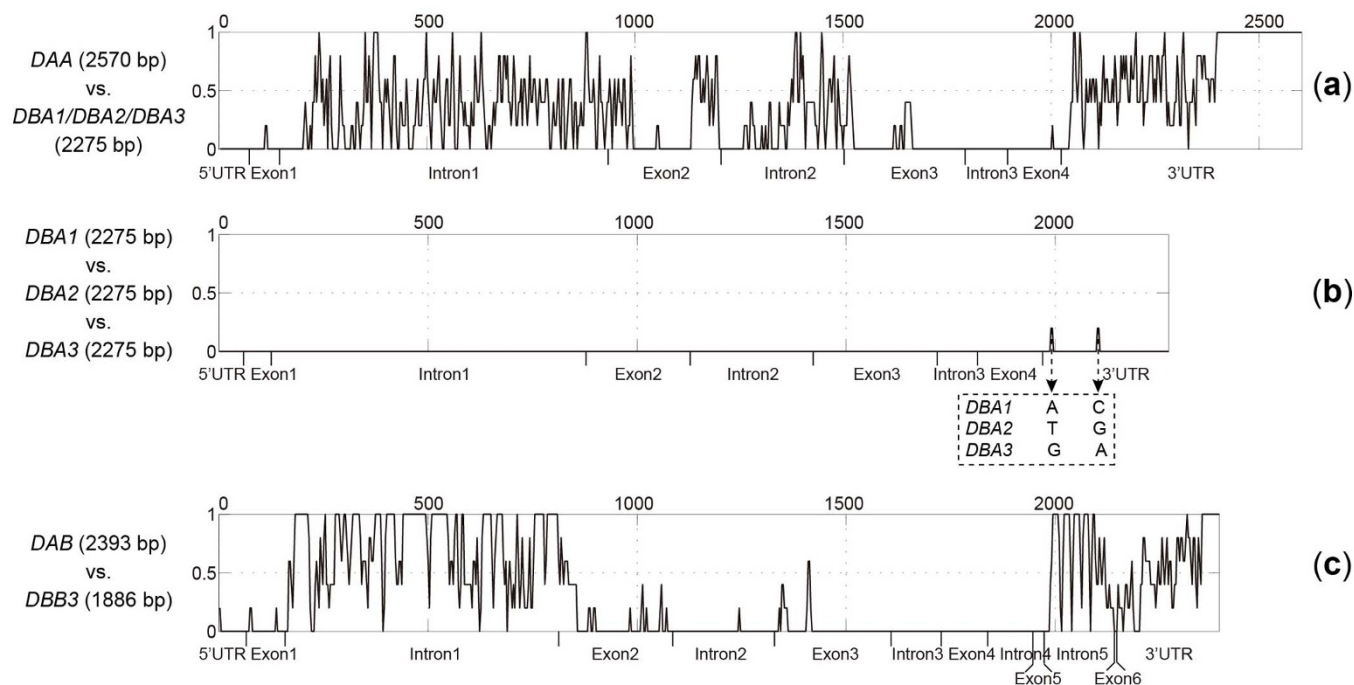 0 500 1000 1500 2000 2500
1
0.5
0
DAA (2570 bp)
vs.
DBA1/DBA2/DBA3
(2275 bp)
(a)
5'UTR Exon1 Intron1 Exon2 Intron2 Exon3 Intron3 Exon4 3'UTR
0 500 1000 1500 2000
1
0.5
0
DBA1 (2275 bp)
vs.
DBA2 (2275 bp)
vs.
DBA3 (2275 bp)
(b)
5'UTR Exon1 Intron1 Exon2 Intron2 Exon3 Intron3 Exon4 3'UTR
DBA1 A C
DBA2 T G
DBA3 G A
0 500 1000 1500 2000
1
0.5
0
DAB (2393 bp)
vs.
DBB3 (1886 bp)
(c)
5'UTR Exon1 Intron1 Exon2 Intron2 Exon3 Intron3 Exon4 Intron4 Intron5 3'UTR
Exon5 Exon6